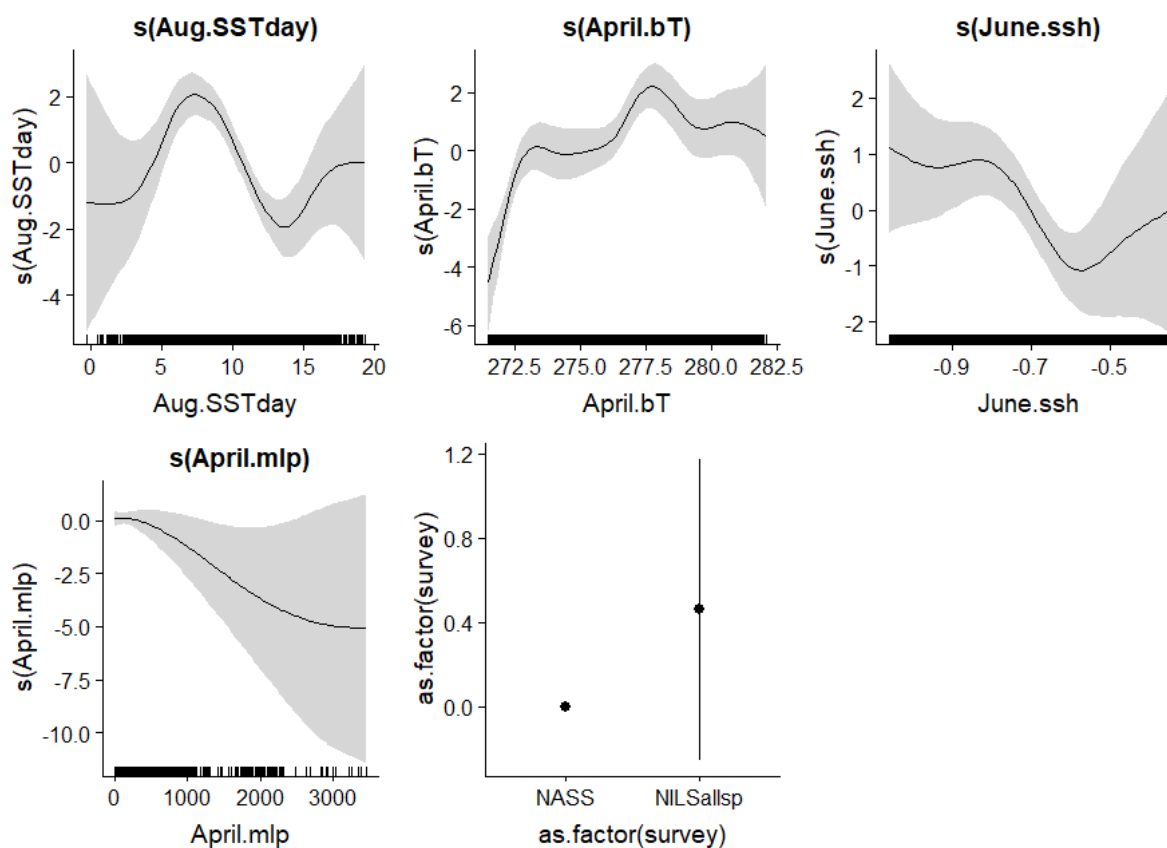 s(Aug.SSTday)
s(Aug.SSTday)
2
0
-2
-4
0 5 10 15 20
Aug.SSTday
s(April.bT)
s(April.bT)
2
0
-2
-4
-6
272.5 275.0 277.5 280.0 282.5
April.bT
s(June.ssh)
s(June.ssh)
2
1
0
-1
-2
-0.9 -0.7 -0.5
June.ssh
s(April.mlp)
s(April.mlp)
0.0
-2.5
-5.0
-7.5
-10.0
0 1000 2000 3000
April.mlp
as.factor(survey)
1.2
0.8
0.4
0.0
NASS NILSallsp
as.factor(survey)